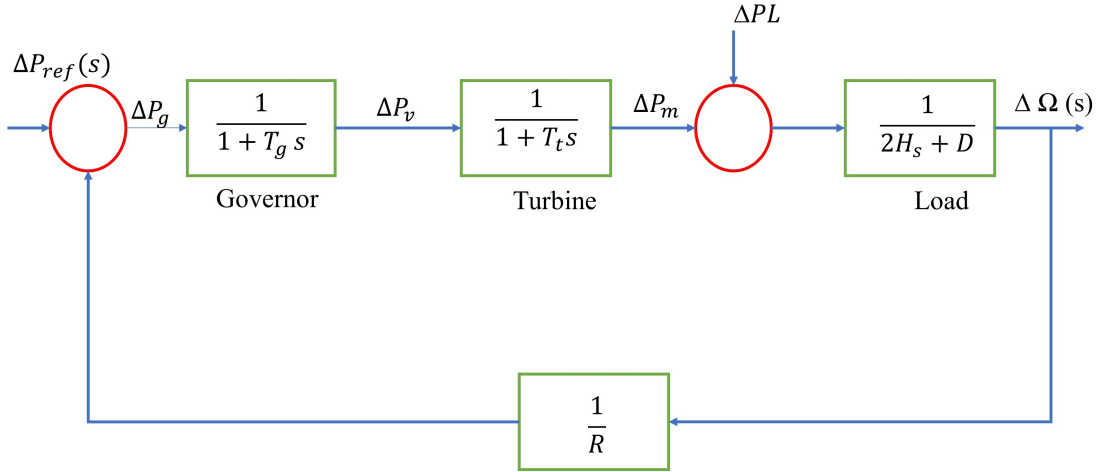 ΔPL
ΔP_ref(s)
ΔP_g
1
1 + T_g s
ΔP_v
1
1 + T_t s
ΔP_m
1
2H_s + D
Δ Ω (s)
Governor
Turbine
Load
1
R